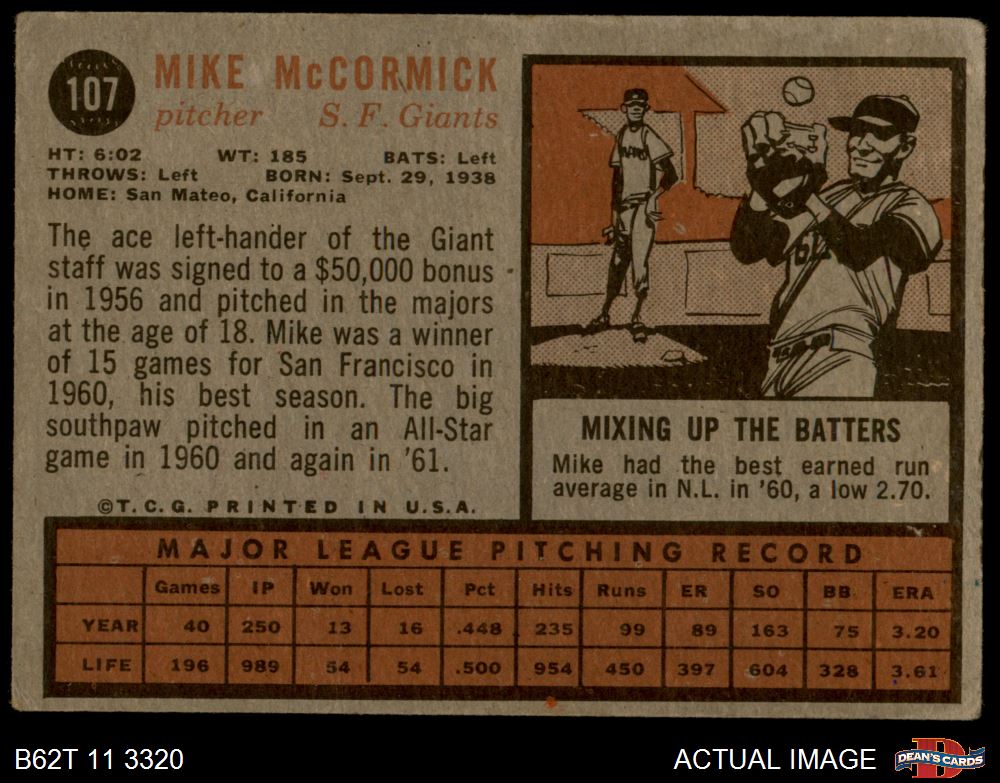 107
MIKE McCORMICK
pitcher S. F. Giants
HT: 6:02 WT: 185 BATS: Left
THROWS: Left BORN: Sept. 29, 1938
HOME: San Mateo, California
The ace left-hander of the Giant
staff was signed to a $50,000 bonus
in 1956 and pitched in the majors
at the age of 18. Mike was a winner
of 15 games for San Francisco in
1960, his best season. The big
southpaw pitched in an All-Star
game in 1960 and again in '61.
©T.C.G. PRINTED IN U.S.A.
MIXING UP THE BATTERS
Mike had the best earned run
average in N.L. in '60, a low 2.70.
MAJOR LEAGUE PITCHING RECORD
Games IP Won Lost Pct Hits Runs ER SO BB ERA
YEAR 40 250 13 16 .448 235 99 89 163 75 3.20
LIFE 196 989 54 54 .500 954 450 397 604 328 3.61
B62T 11 3320 ACTUAL IMAGE
DEAN'S CARDS